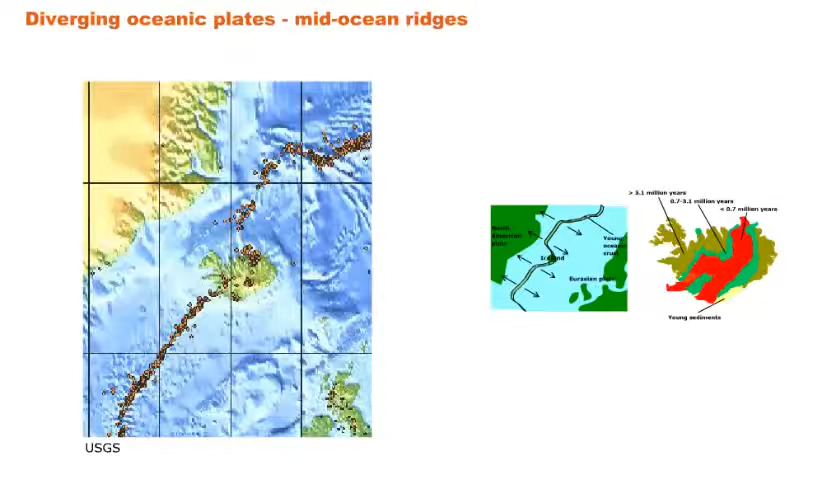 Diverging oceanic plates - mid-ocean ridges
> 3.1 million years
0.7-3.1 million years
< 0.7 million years
North
American
plate
Young
oceanic
crust
Iceland
Eurasian plate
Young sediments
USGS